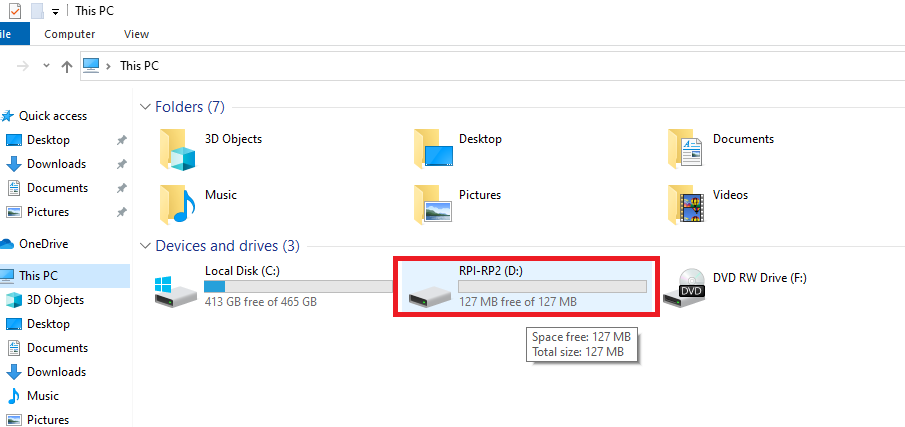 This PC
ile
Computer
View
This PC
Quick access
Desktop
Downloads
Documents
Pictures
OneDrive
This PC
3D Objects
Desktop
Documents
Downloads
Music
Pictures
Folders (7)
3D Objects
Desktop
Documents
Music
Pictures
Videos
Devices and drives (3)
Local Disk (C:)
413 GB free of 465 GB
RPI-RP2 (D:)
127 MB free of 127 MB
DVD RW Drive (F:)
DVD
Space free: 127 MB
Total size: 127 MB